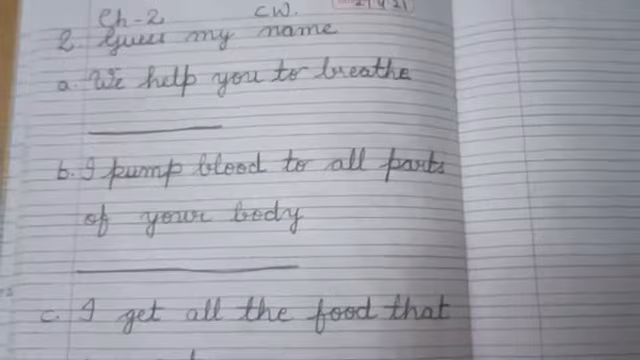 Ch-2 CW.
2. Guess my name
a. We help you to breathe
b. I pump blood to all parts
of your body
c. I get all the food that